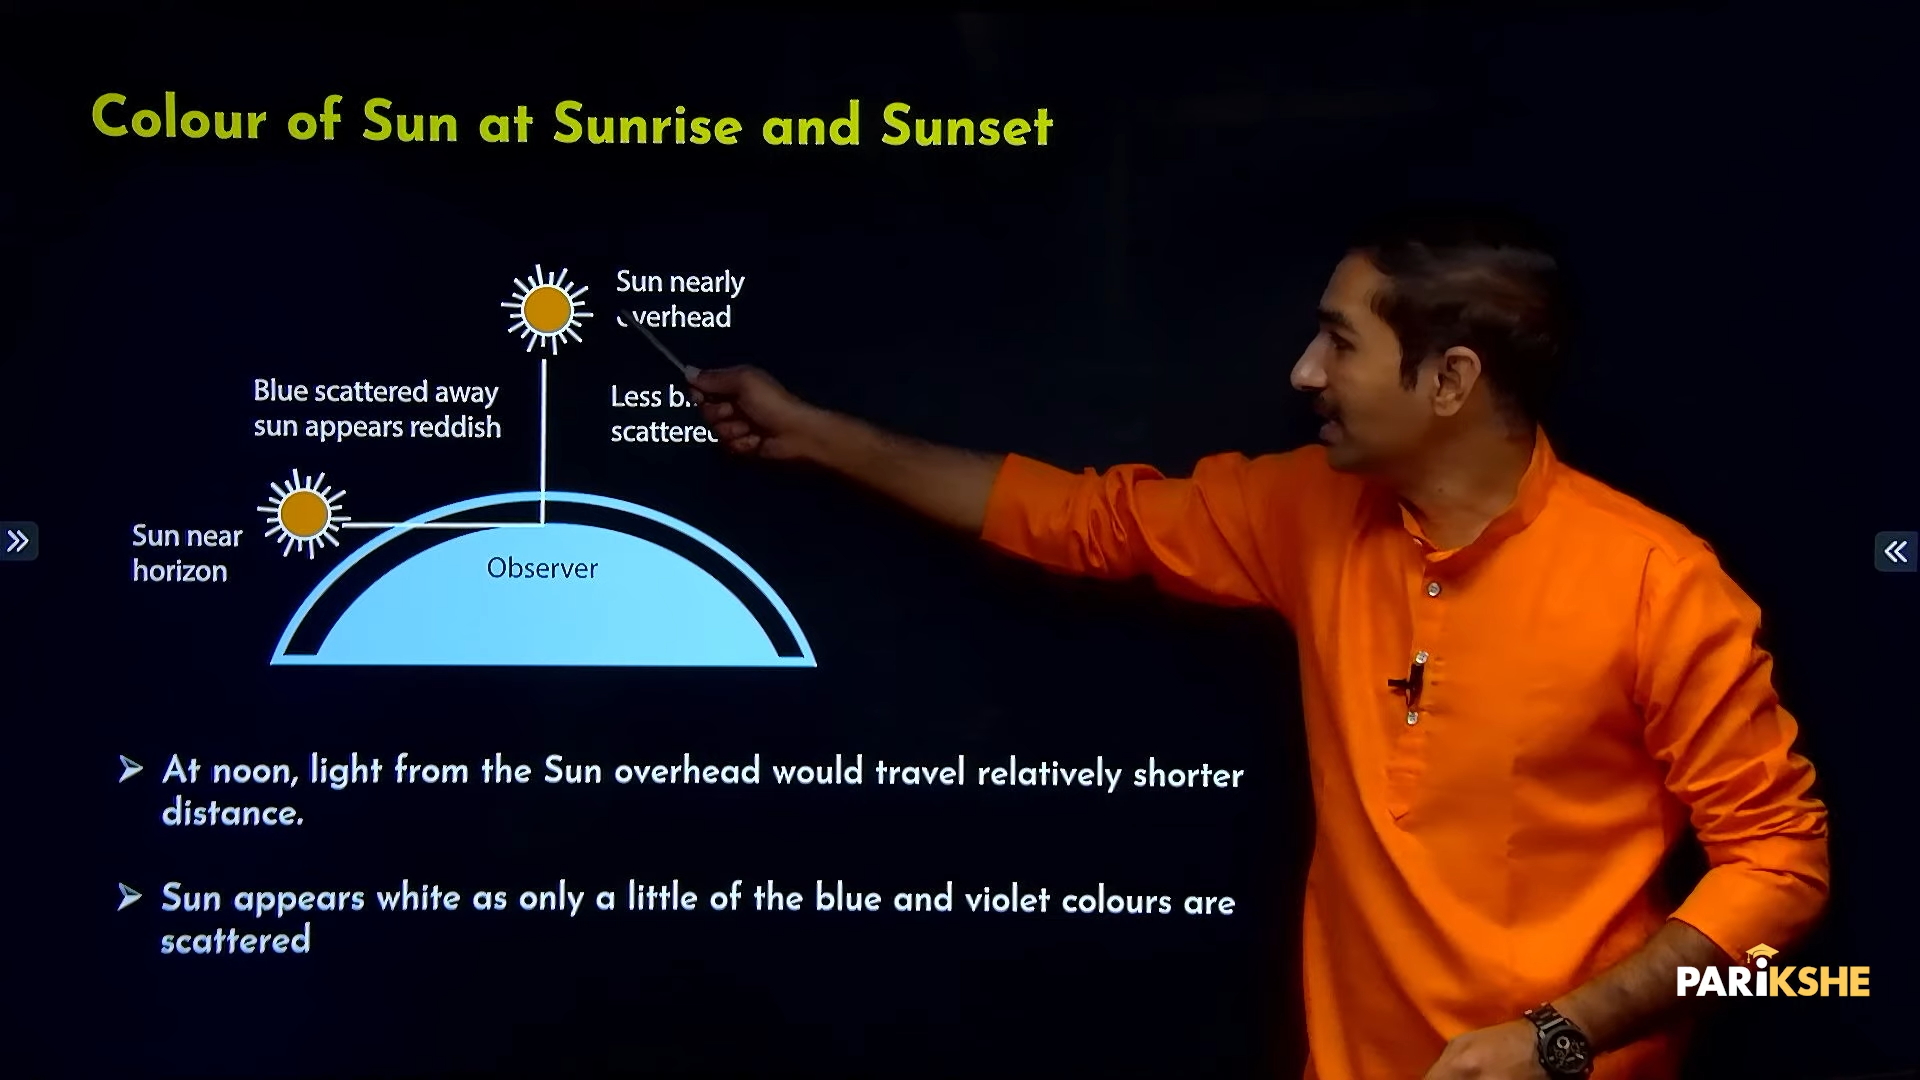 Colour of Sun at Sunrise and Sunset
Sun nearly
overhead
Blue scattered away
sun appears reddish
Less
scattered
Sun near
horizon
Observer
➢ At noon, light from the Sun overhead would travel relatively shorter
distance.
➢ Sun appears white as only a little of the blue and violet colours are
scattered
PARiKSHE